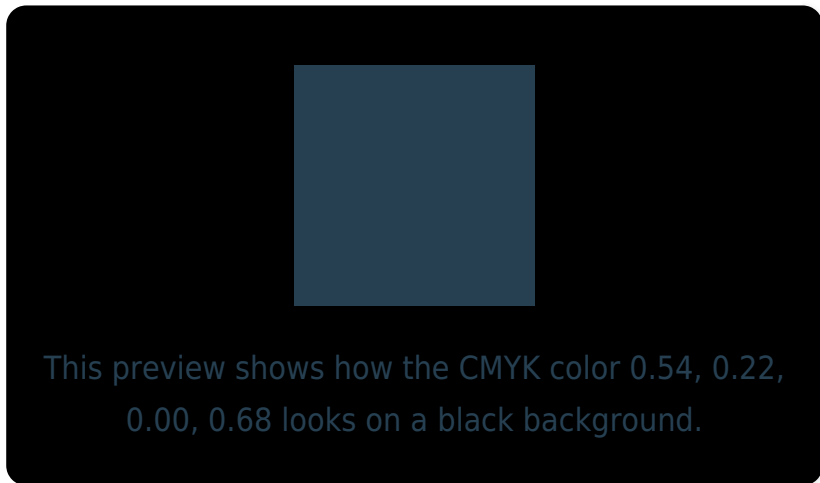 This preview shows how the CMYK color 0.54, 0.22,
0.00, 0.68 looks on a black background.